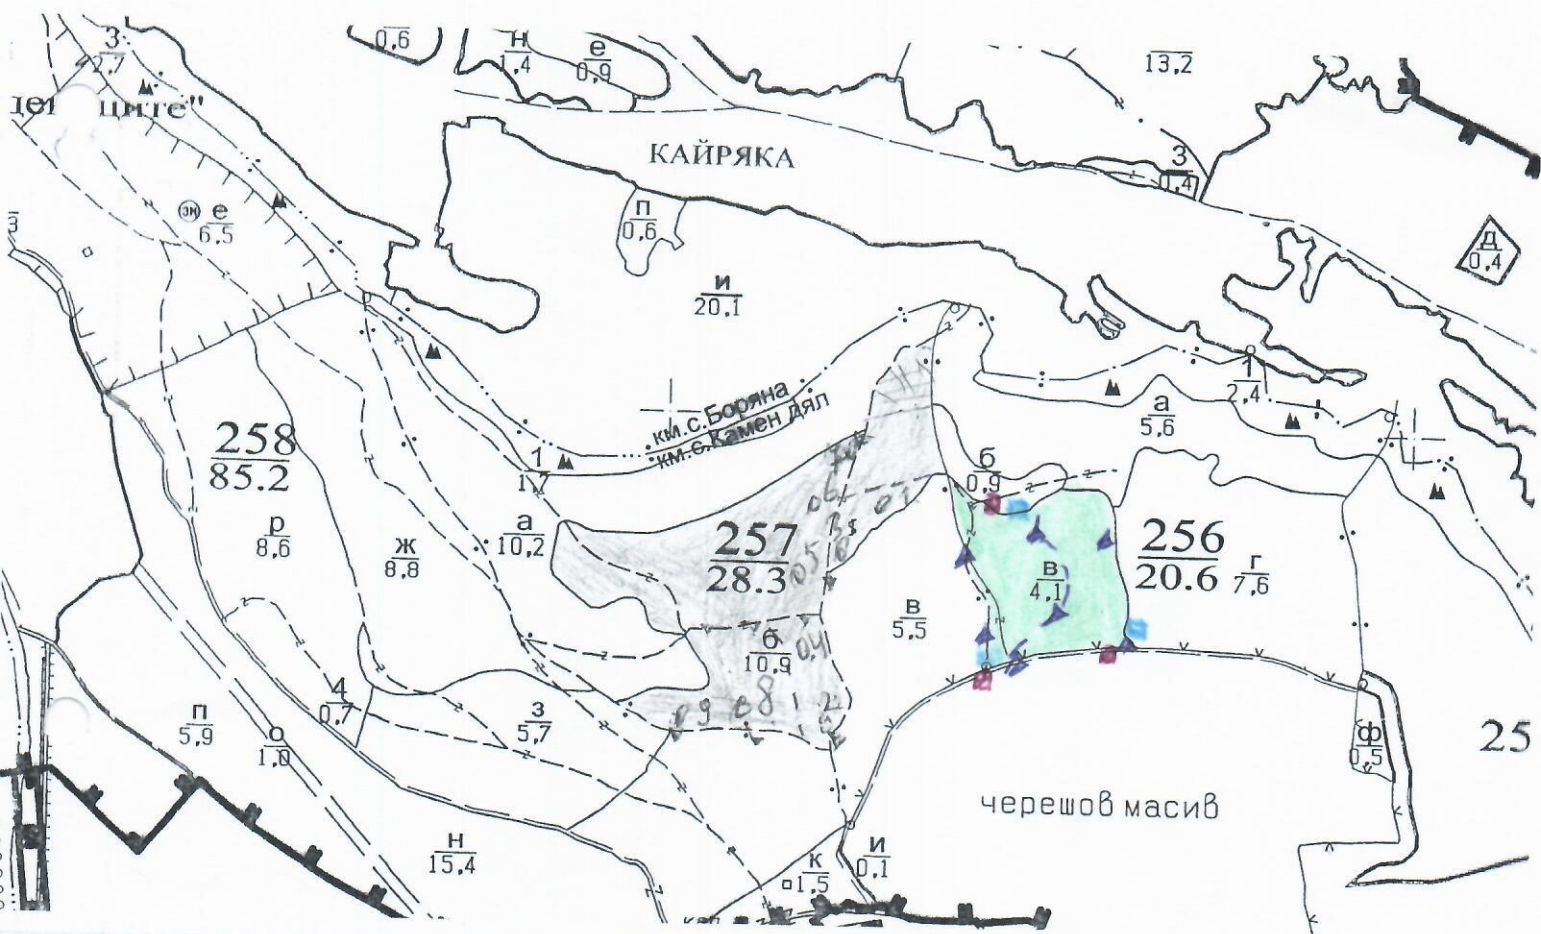 З
2,7
ците"
0,6
н
1,4
е
0,9
13,2
КАЙРЯКА
З
0,4
е
6,5
зн
п
0,6
и
20,1
Д
0,4
1
2,4
а
5,6
км.с.Боряна
км.с.Камен дял
258
85.2
1
1,7
б
0,9
р
8,6
ж
8,8
а
10,2
257
28.3
в
4,1
256
20.6
г
7,6
в
5,5
б
10,9
04
05
4
0,7
п
5,9
о
1,0
з
5,7
ф
0,5
25
черешов масив
н
15,4
к
1,5
и
0,1